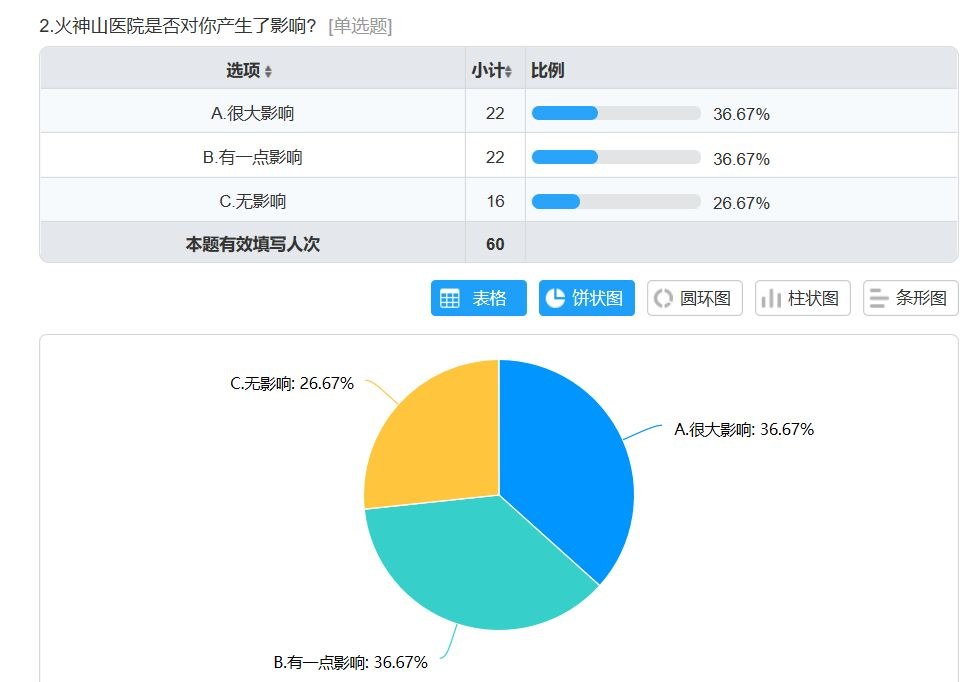 2.火神山医院是否对你产生了影响？ [单选题]
选项 小计 比例
A.很大影响 22 36.67%
B.有一点影响 22 36.67%
C.无影响 16 26.67%
本题有效填写人次 60
表格 饼状图 圆环图 柱状图 条形图
C.无影响: 26.67%
A.很大影响: 36.67%
B.有一点影响: 36.67%